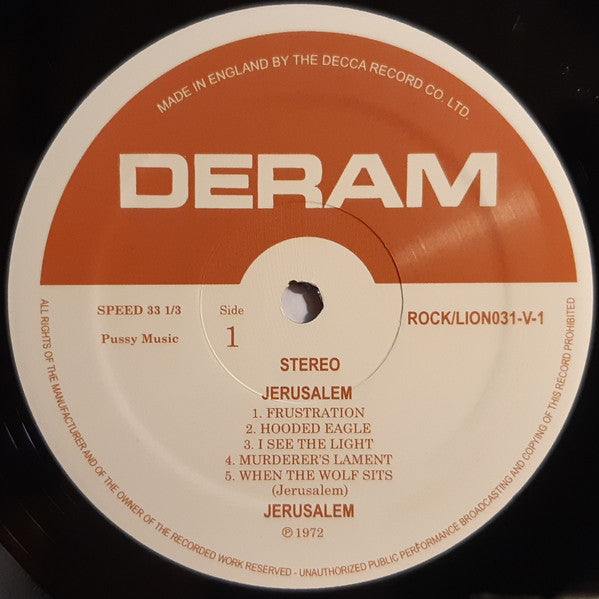 MADE IN ENGLAND BY THE DECCA RECORD CO. LTD.
DERAM
SPEED 33 1/3
Pussy Music
Side
1
ROCK/LION031-V-1
STEREO
JERUSALEM
1. FRUSTRATION
2. HOODED EAGLE
3. I SEE THE LIGHT
4. MURDERER'S LAMENT
5. WHEN THE WOLF SITS
(Jerusalem)
JERUSALEM
℗ 1972
ALL RIGHTS OF THE MANUFACTURER AND OF THE OWNER OF THE RECORDED WORK RESERVED - UNAUTHORIZED PUBLIC PERFORMANCE BROADCASTING AND COPYING OF THIS RECORD PROHIBITED